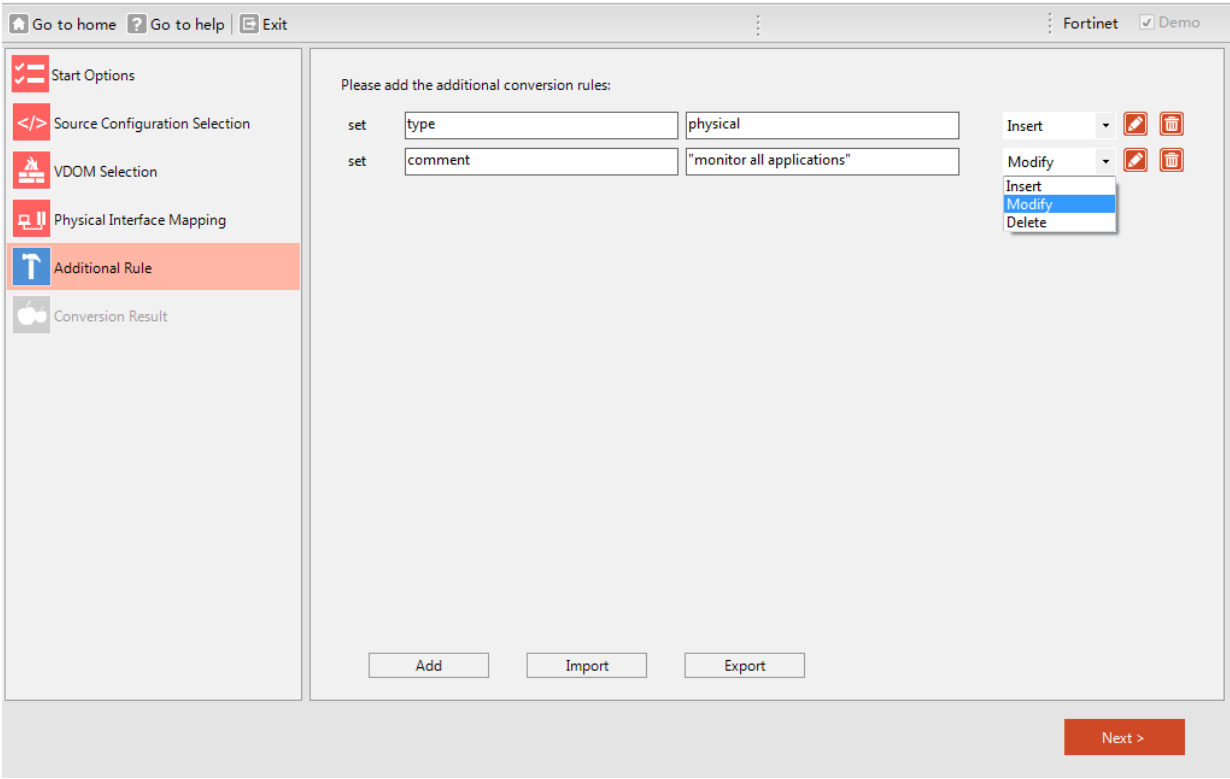 Go to home ? Go to help Exit Fortinet Demo
Start Options
</> Source Configuration Selection
VDOM Selection
Physical Interface Mapping
Additional Rule
Conversion Result
Please add the additional conversion rules:
set type physical Insert
set comment "monitor all applications" Modify
Insert
Modify
Delete
Add Import Export
Next >